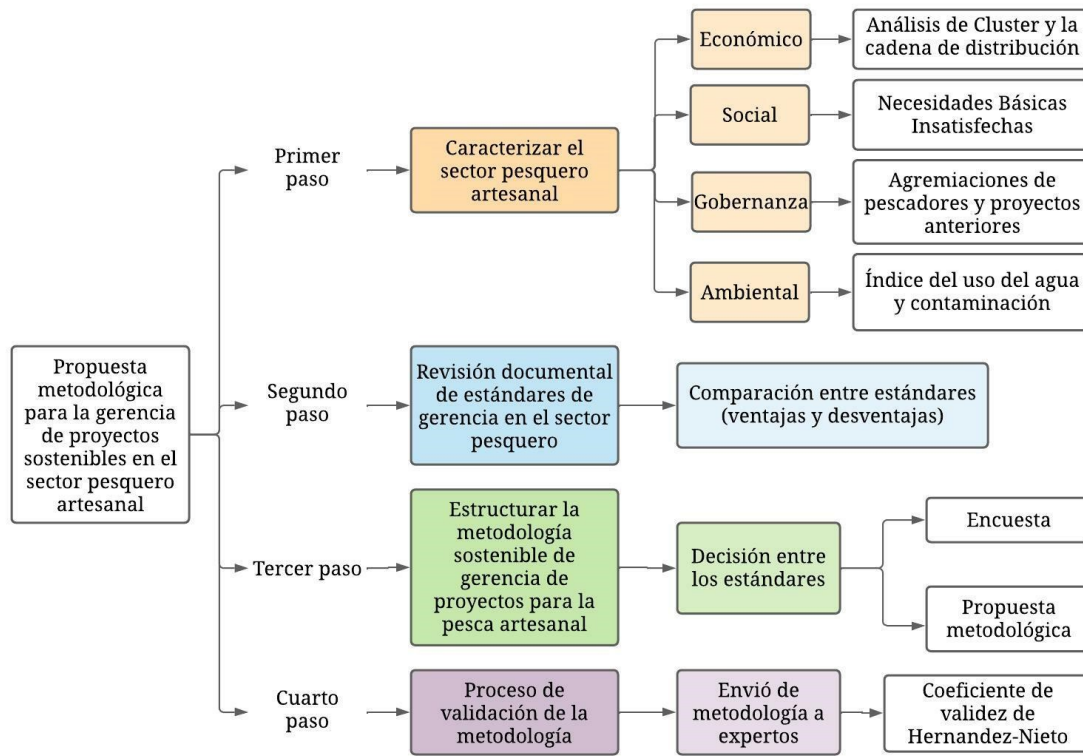 Propuesta
metodológica
para la gerencia
de proyectos
sostenibles en el
sector pesquero
artesanal
Primer
paso
Caracterizar el
sector pesquero
artesanal
Económico
Análisis de Cluster y la
cadena de distribución
Social
Necesidades Básicas
Insatisfechas
Gobernanza
Agremiaciones de
pescadores y proyectos
anteriores
Ambiental
Índice del uso del agua
y contaminación
Segundo
paso
Revisión documental
de estándares de
gerencia en el sector
pesquero
Comparación entre estándares
(ventajas y desventajas)
Tercer paso
Estructurar la
metodología
sostenible de
gerencia de
proyectos para la
pesca artesanal
Decisión entre
los estándares
Encuesta
Propuesta
metodológica
Cuarto
paso
Proceso de
validación de la
metodología
Envió de
metodología a
expertos
Coeficiente de
validez de
Hernandez-Nieto